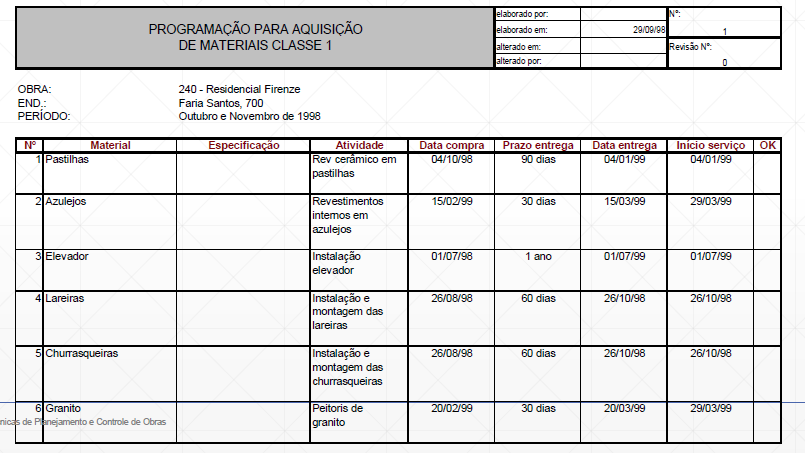 PROGRAMAÇÃO PARA AQUISIÇÃO
DE MATERIAIS CLASSE 1
elaborado por:
elaborado em: 29/09/98
alterado em:
alterado por:
Nº:
1
Revisão Nº:
0
OBRA: 240 - Residencial Firenze
END,: Faria Santos, 700
PERÍODO: Outubro e Novembro de 1998
Nº Material Especificação Atividade Data compra Prazo entrega Data entrega Início serviço OK
1 Pastilhas Rev cerâmico em 04/10/98 90 dias 04/01/99 04/01/99
pastilhas
2 Azulejos Revestimentos 15/02/99 30 dias 15/03/99 29/03/99
internos em
azulejos
3 Elevador Instalação 01/07/98 1 ano 01/07/99 01/07/99
elevador
4 Lareiras Instalação e 26/08/98 60 dias 26/10/98 26/10/98
montagem das
lareiras
5 Churrasqueiras Instalação e 26/08/98 60 dias 26/10/98 26/10/98
montagem das
churrasqueiras
6 Granito Peitoris de 20/02/99 30 dias 20/03/99 29/03/99
granito
nicas de Planejamento e Controle de Obras